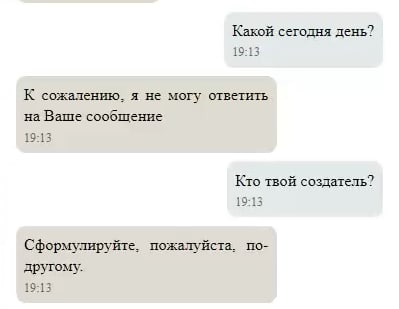 Какой сегодня день?
19:13
К сожалению, я не могу ответить
на Ваше сообщение
19:13
Кто твой создатель?
19:13
Сформулируйте, пожалуйста, по-
другому.
19:13